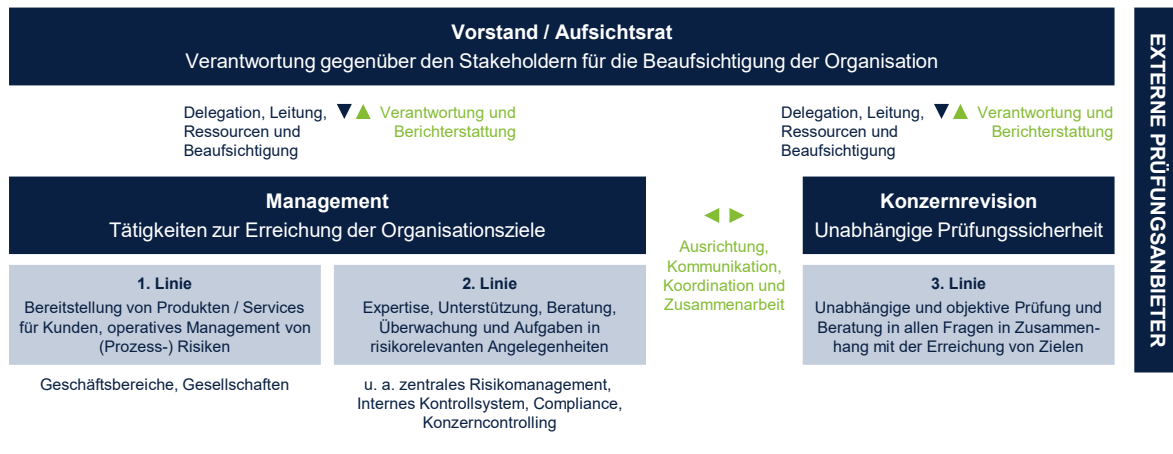 Vorstand / Aufsichtsrat
Verantwortung gegenüber den Stakeholdern für die Beaufsichtigung der Organisation
Delegation, Leitung,
Ressourcen und
Beaufsichtigung
▼▲
Verantwortung und
Berichterstattung
Delegation, Leitung,
Ressourcen und
Beaufsichtigung
▼▲
Verantwortung und
Berichterstattung
Management
Tätigkeiten zur Erreichung der Organisationsziele
◄ ►
Ausrichtung,
Kommunikation,
Koordination und
Zusammenarbeit
Konzernrevision
Unabhängige Prüfungssicherheit
1. Linie
Bereitstellung von Produkten / Services
für Kunden, operatives Management von
(Prozess-) Risiken
Geschäftsbereiche, Gesellschaften
2. Linie
Expertise, Unterstützung, Beratung,
Überwachung und Aufgaben in
risikorelevanten Angelegenheiten
u. a. zentrales Risikomanagement,
Internes Kontrollsystem, Compliance,
Konzerncontrolling
3. Linie
Unabhängige und objektive Prüfung und
Beratung in allen Fragen in Zusammen-
hang mit der Erreichung von Zielen
EXTERNE PRÜFUNGSANBIETER